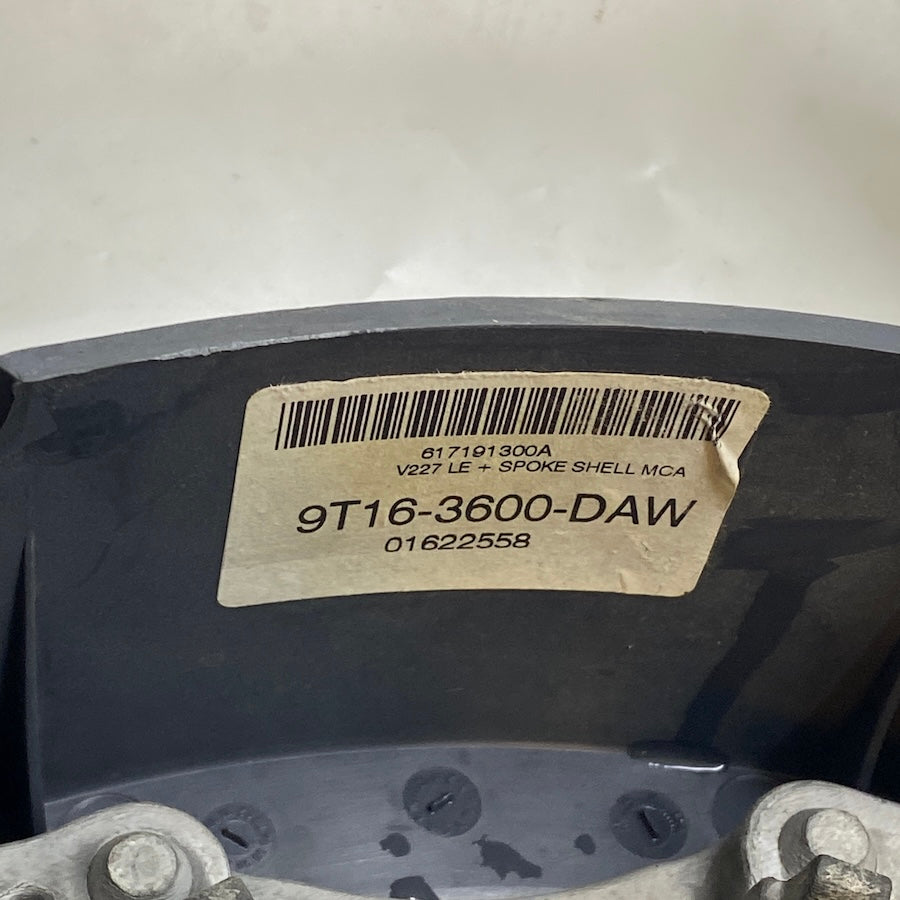 617191300A
V227 LE + SPOKE SHELL MCA
9T16-3600-DAW
01622558